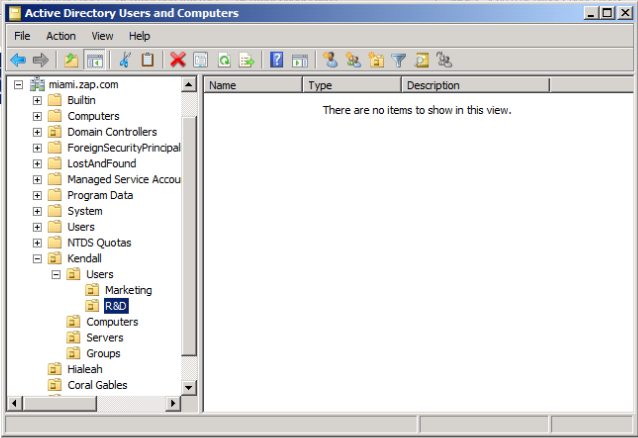 Active Directory Users and Computers
File Action View Help
miami.zap.com
Builtin
Computers
Domain Controllers
ForeignSecurityPrincipal
LostAndFound
Managed Service Accou
Program Data
System
Users
NTDS Quotas
Kendall
Users
Marketing
R&D
Computers
Servers
Groups
Hialeah
Coral Gables
Name Type Description
There are no items to show in this view.